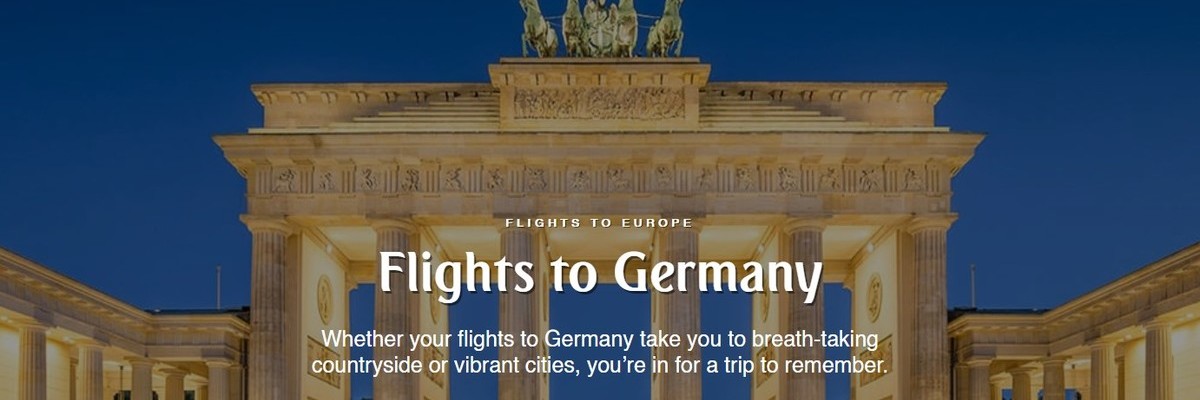 FLIGHTS TO EUROPE
Flights to Germany
Whether your flights to Germany take you to breath-taking
countryside or vibrant cities, you’re in for a trip to remember.